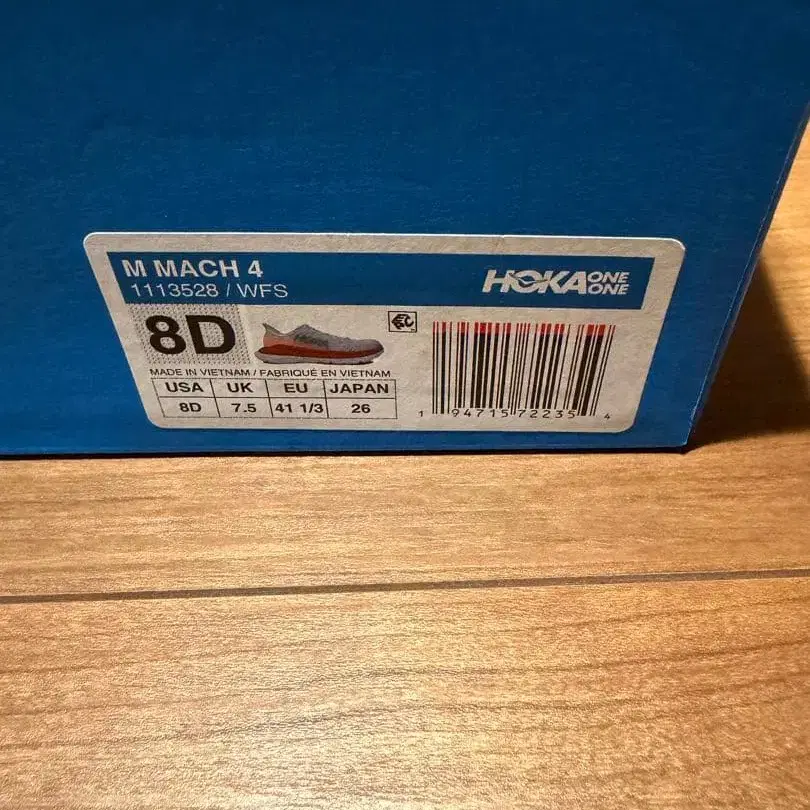 M MACH 4
1113528 / WFS
HOKA ONE ONE
8D
MADE IN VIETNAM / FABRIQUÉ EN VIETNAM
USA UK EU JAPAN
8D 7.5 41 1/3 26
1 94715 72235 4